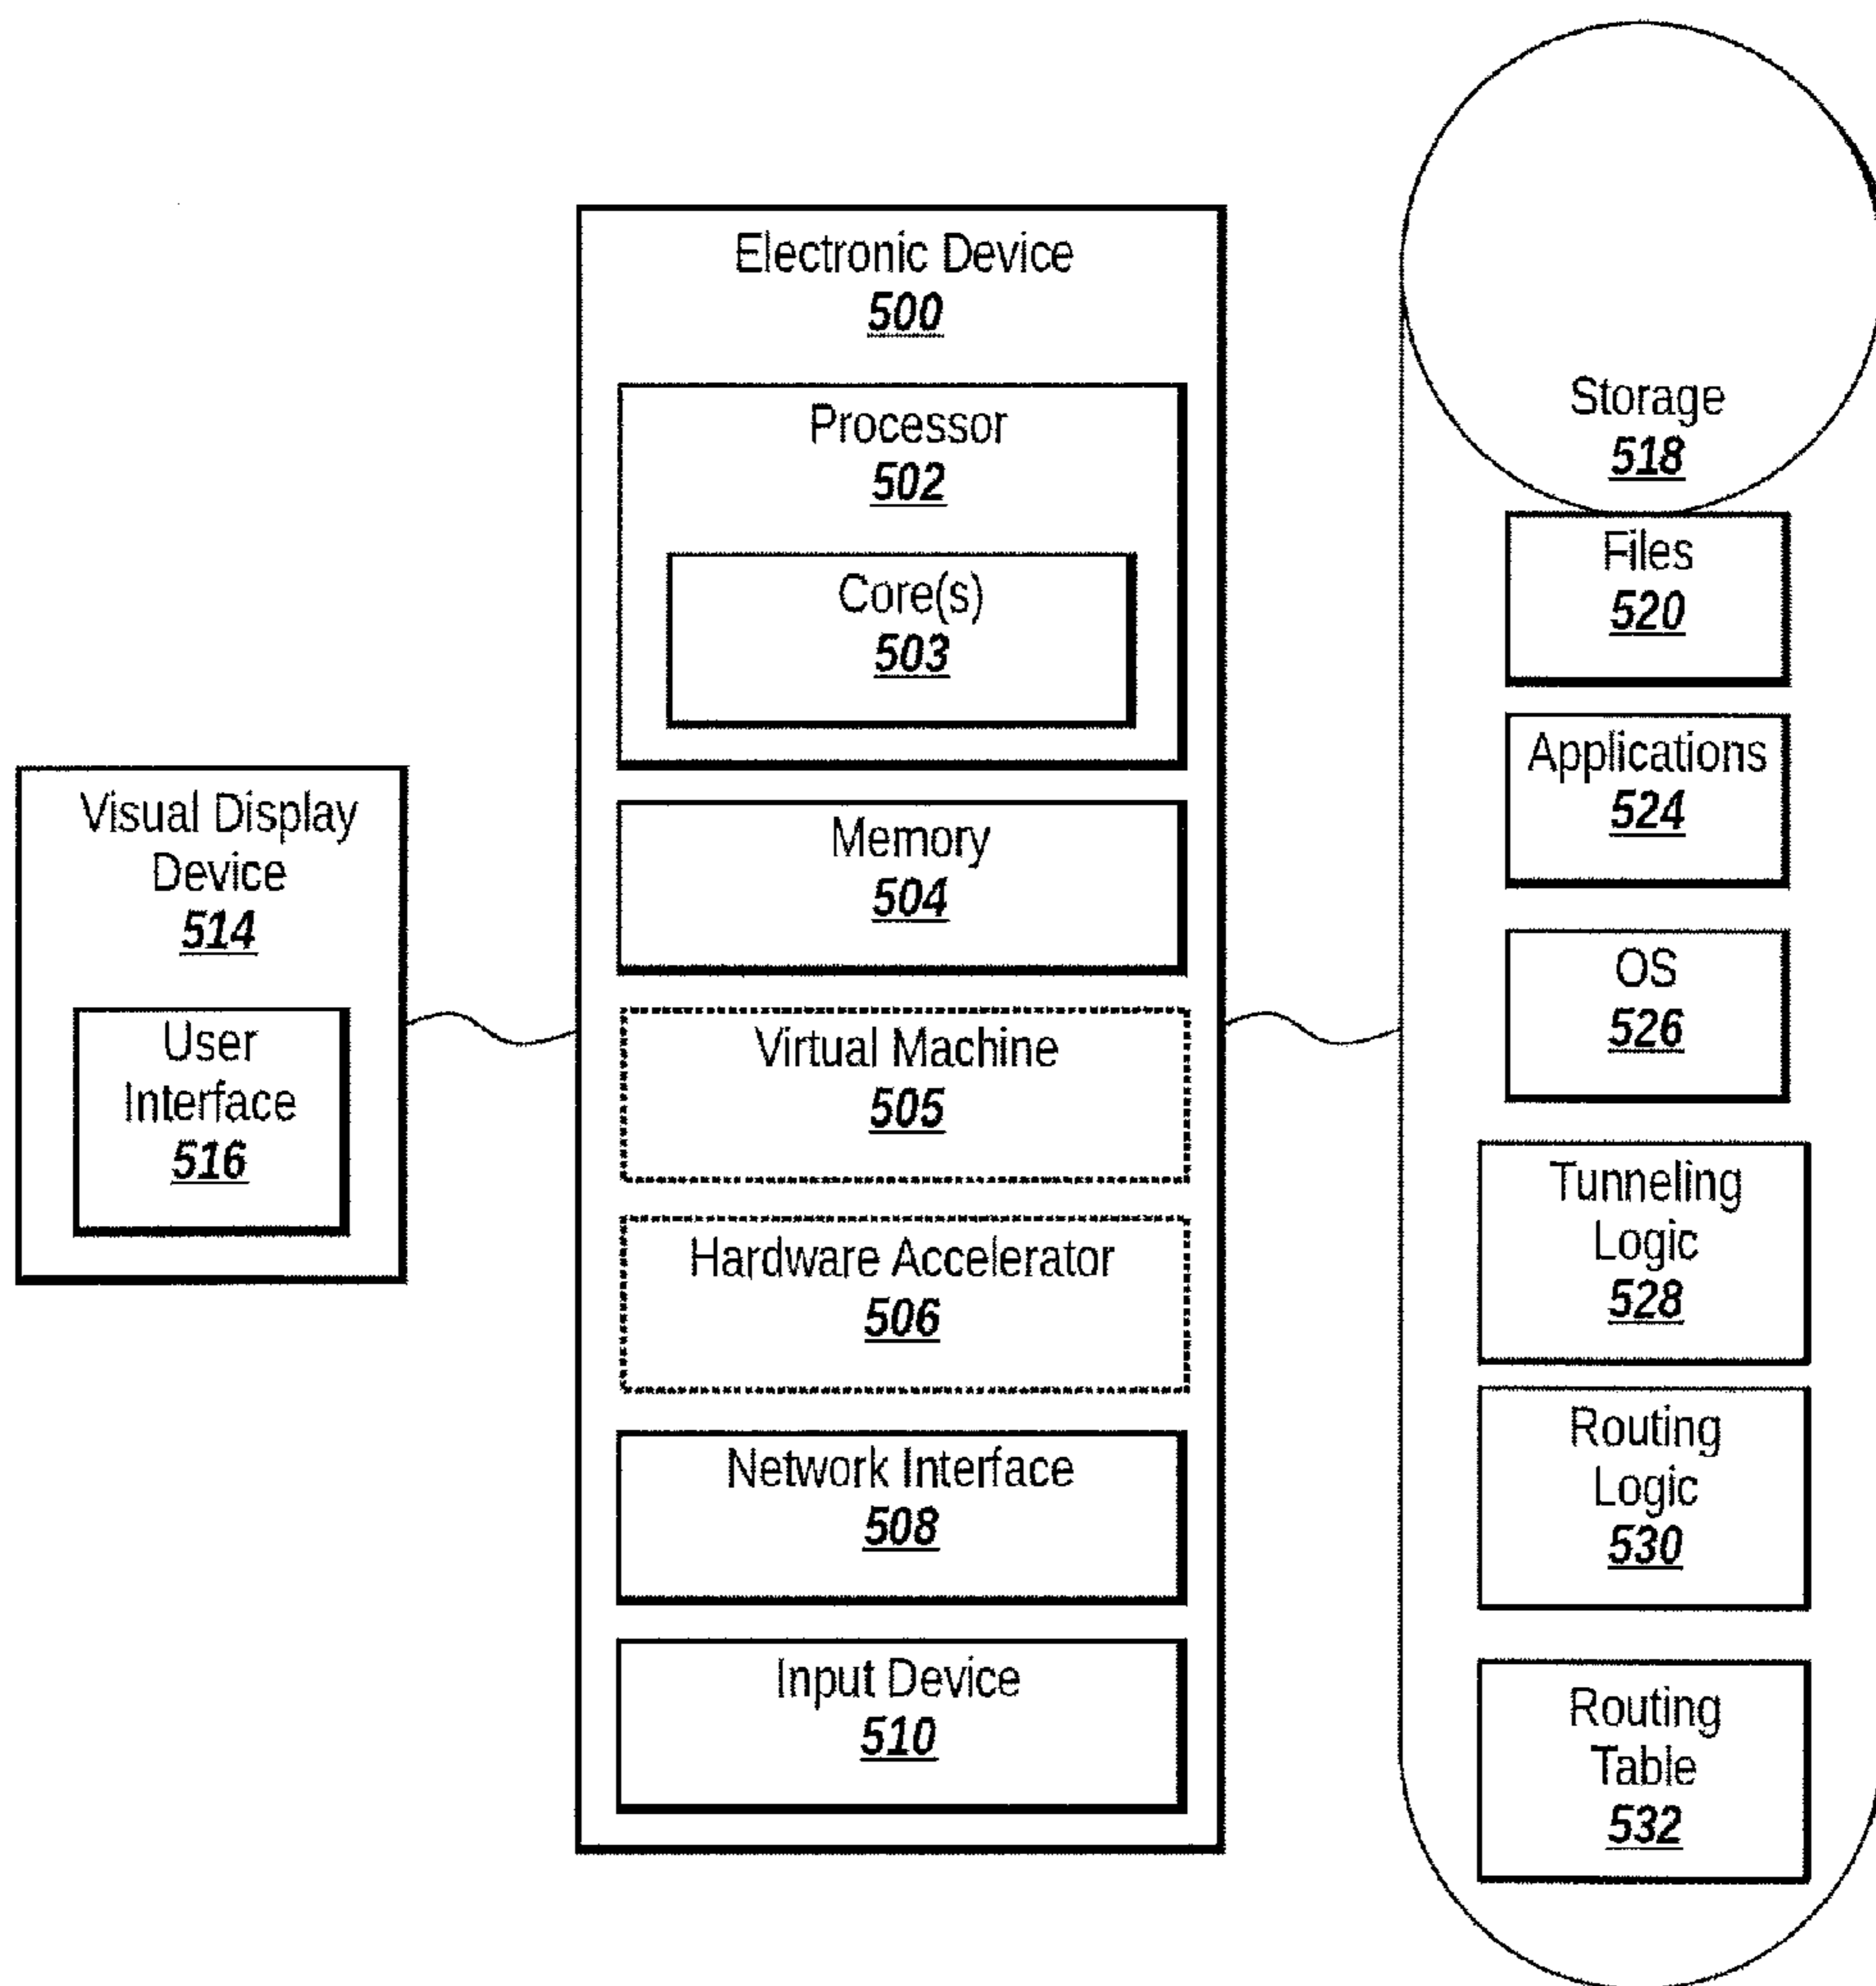 Electronic Device
500
Processor
502
Core(s)
503
Memory
504
Virtual Machine
505
Hardware Accelerator
506
Network Interface
508
Input Device
510
Visual Display
Device
514
User
Interface
516
Storage
518
Files
520
Applications
524
OS
526
Tunneling
Logic
528
Routing
Logic
530
Routing
Table
532